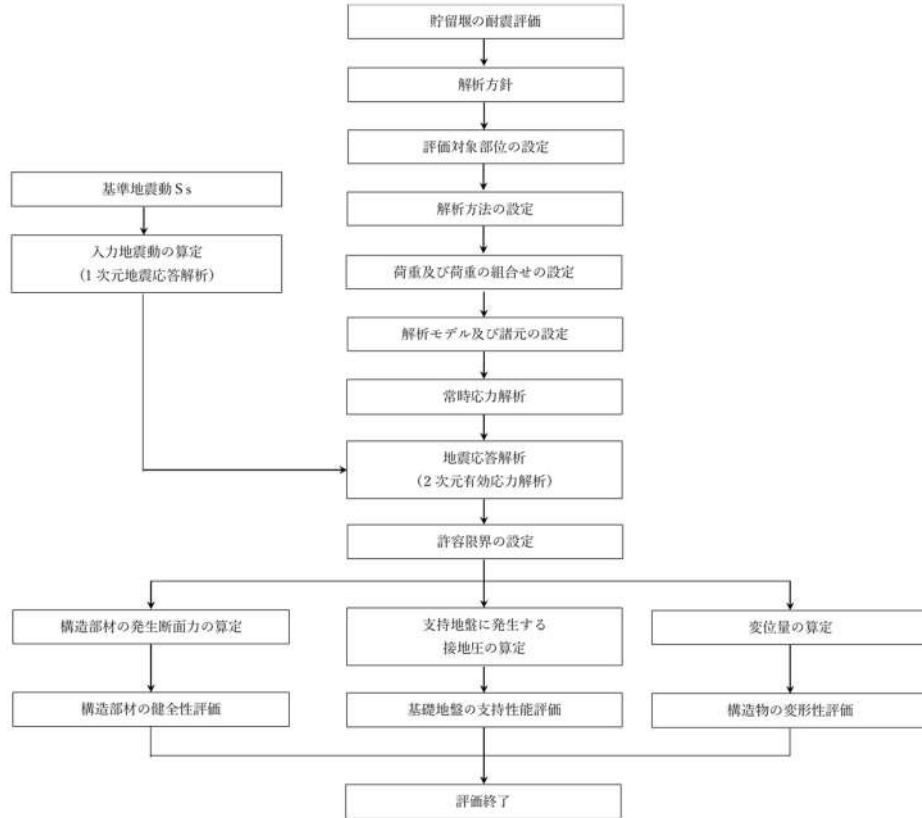 貯留堰の耐震評価
解析方針
評価対象部位の設定
基準地震動Ss
解析方法の設定
入力地震動の算定
(1次元地震応答解析)
荷重及び荷重の組合せの設定
解析モデル及び諸元の設定
常時応力解析
地震応答解析
(2次元有効応力解析)
許容限界の設定
構造部材の発生断面力の算定
支持地盤に発生する
接地圧の算定
変位量の算定
構造部材の健全性評価
基礎地盤の支持性能評価
構造物の変形性評価
評価終了